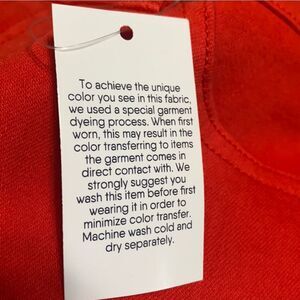 To achieve the unique
color you see in this fabric,
we used a special garment
dyeing process. When first
worn, this may result in the
color transferring to items
the garment comes in
direct contact with. We
strongly suggest you
wash this item before first
wearing it in order to
minimize color transfer.
Machine wash cold and
dry separately.